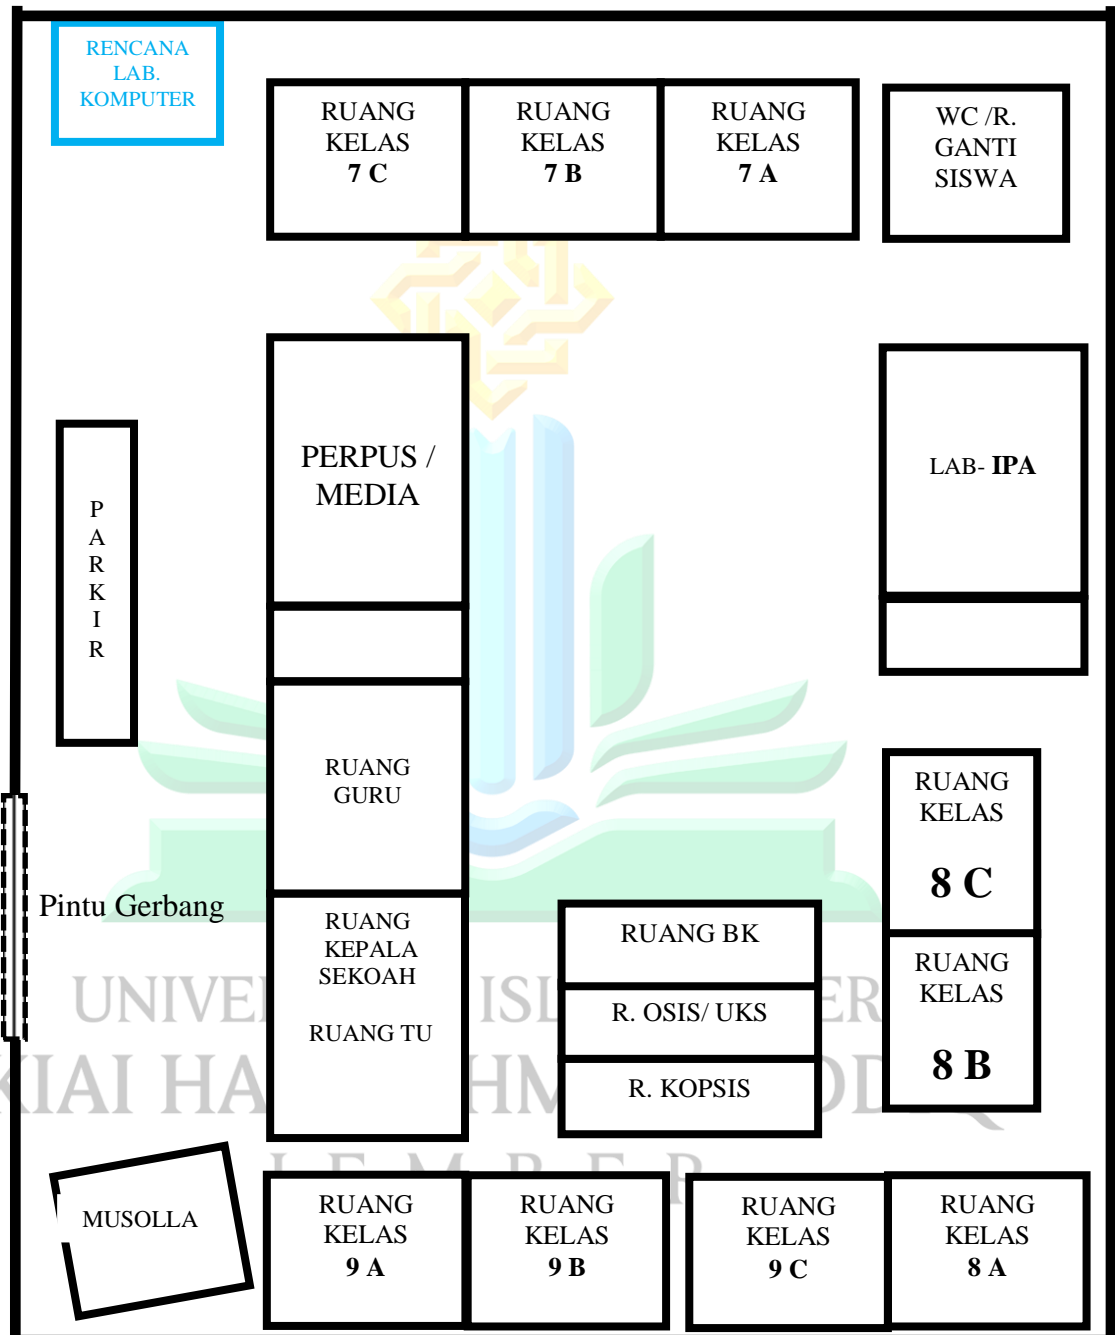 RENCANA
LAB.
KOMPUTER
RUANG
KELAS
7 C
RUANG
KELAS
7 B
RUANG
KELAS
7 A
WC /R.
GANTI
SISWA
PERPUS /
MEDIA
LAB- IPA
P
A
R
K
I
R
RUANG
GURU
RUANG
KELAS
8 C
Pintu Gerbang
RUANG
KEPALA
SEKOAH
RUANG TU
RUANG BK
R. OSIS/ UKS
R. KOPSIS
RUANG
KELAS
8 B
MUSOLLA
RUANG
KELAS
9 A
RUANG
KELAS
9 B
RUANG
KELAS
9 C
RUANG
KELAS
8 A
KIAI